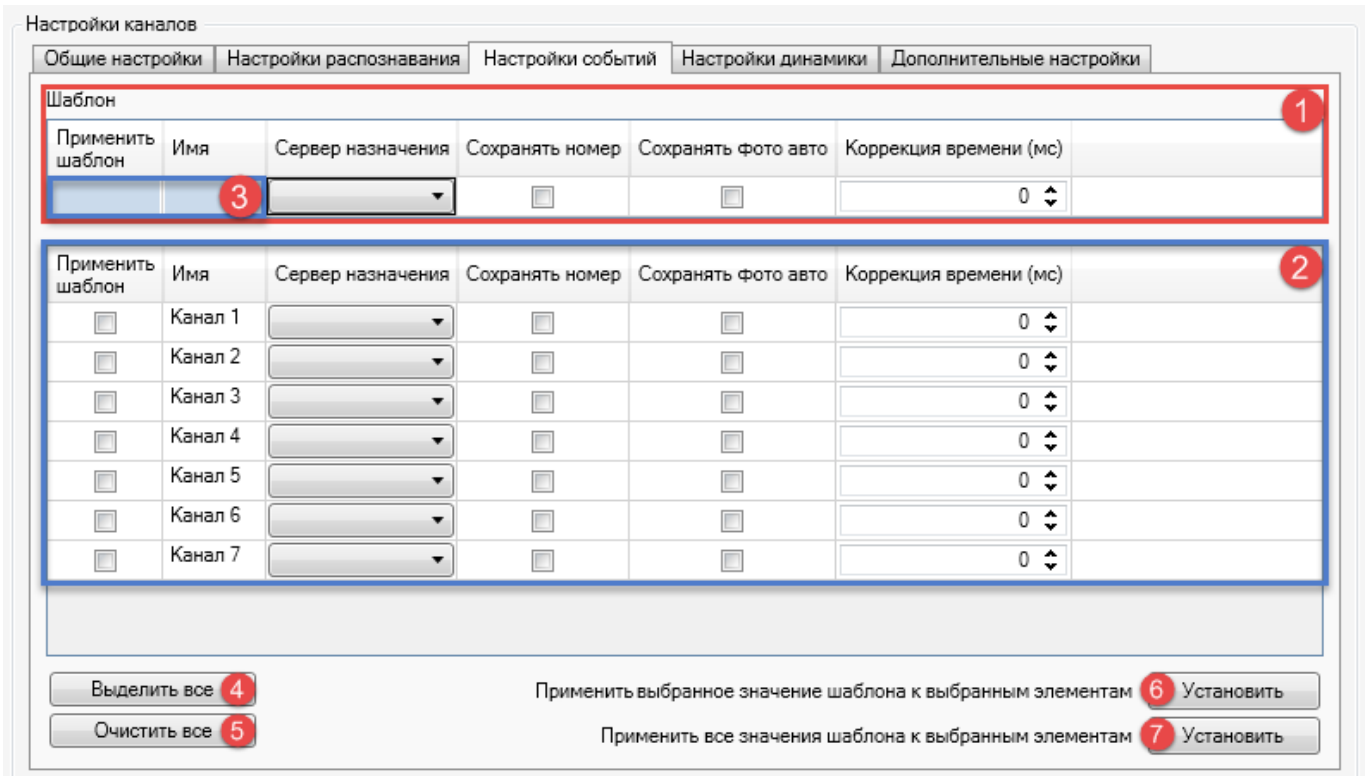 Настройки каналов
Общие настройки Настройки распознавания Настройки событий Настройки динамики Дополнительные настройки
Шаблон
1
Применить шаблон Имя Сервер назначения Сохранять номер Сохранять фото авто Коррекция времени (мс)
3 0
Применить шаблон Имя Сервер назначения Сохранять номер Сохранять фото авто Коррекция времени (мс) 2
Канал 1 0
Канал 2 0
Канал 3 0
Канал 4 0
Канал 5 0
Канал 6 0
Канал 7 0
Выделить все 4 Применить выбранное значение шаблона к выбранным элементам 6 Установить
Очистить все 5 Применить все значения шаблона к выбранным элементам 7 Установить